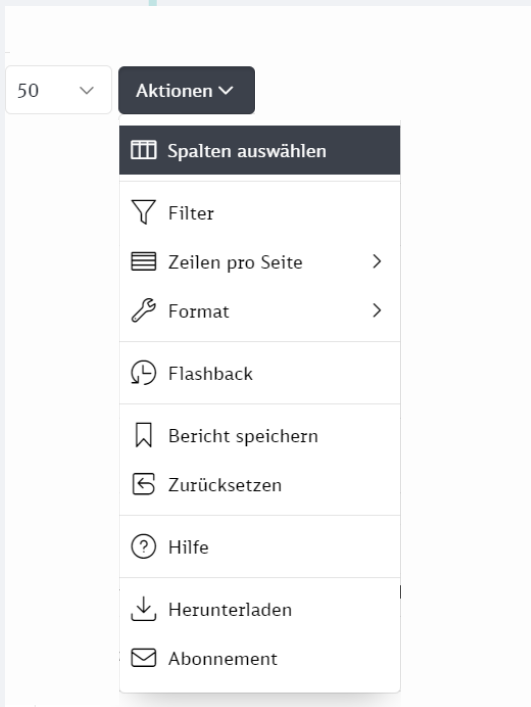 50
Aktionen
Spalten auswählen
Filter
Zeilen pro Seite
Format
Flashback
Bericht speichern
Zurücksetzen
Hilfe
Herunterladen
Abonnement